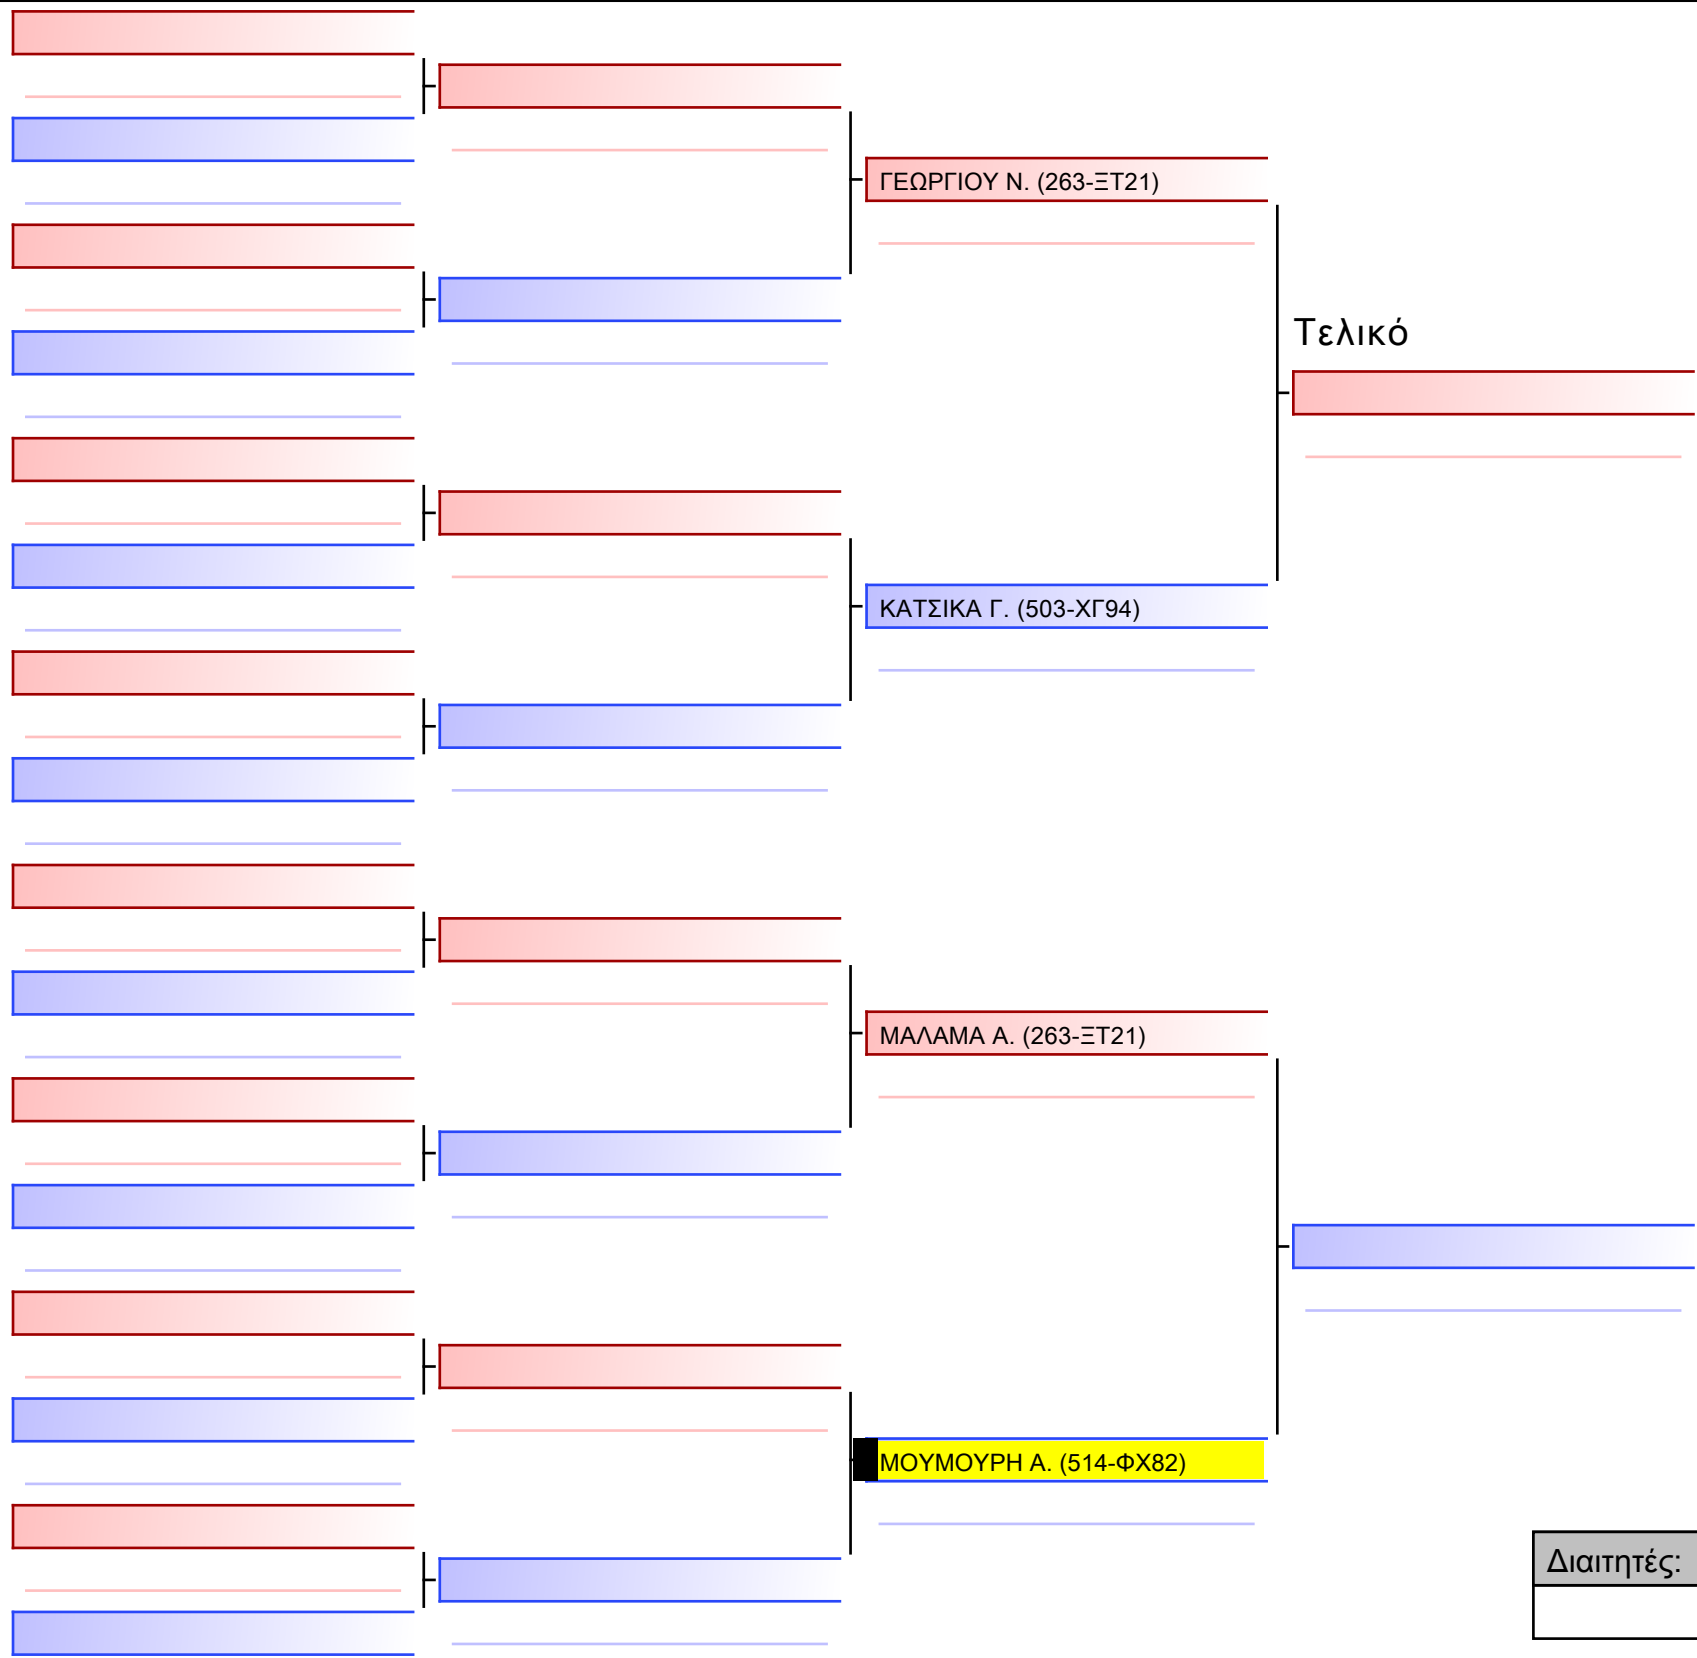 ΓΕΩΡΓΙΟΥ Ν. (263-ΞΤ21)
Τελικό
ΚΑΤΣΙΚΑ Γ. (503-ΧΓ94)
ΜΑΛΑΜΑ Α. (263-ΞΤ21)
ΜΟΥΜΟΥΡΗ Α. (514-ΦΧ82)
Διαιτητές: